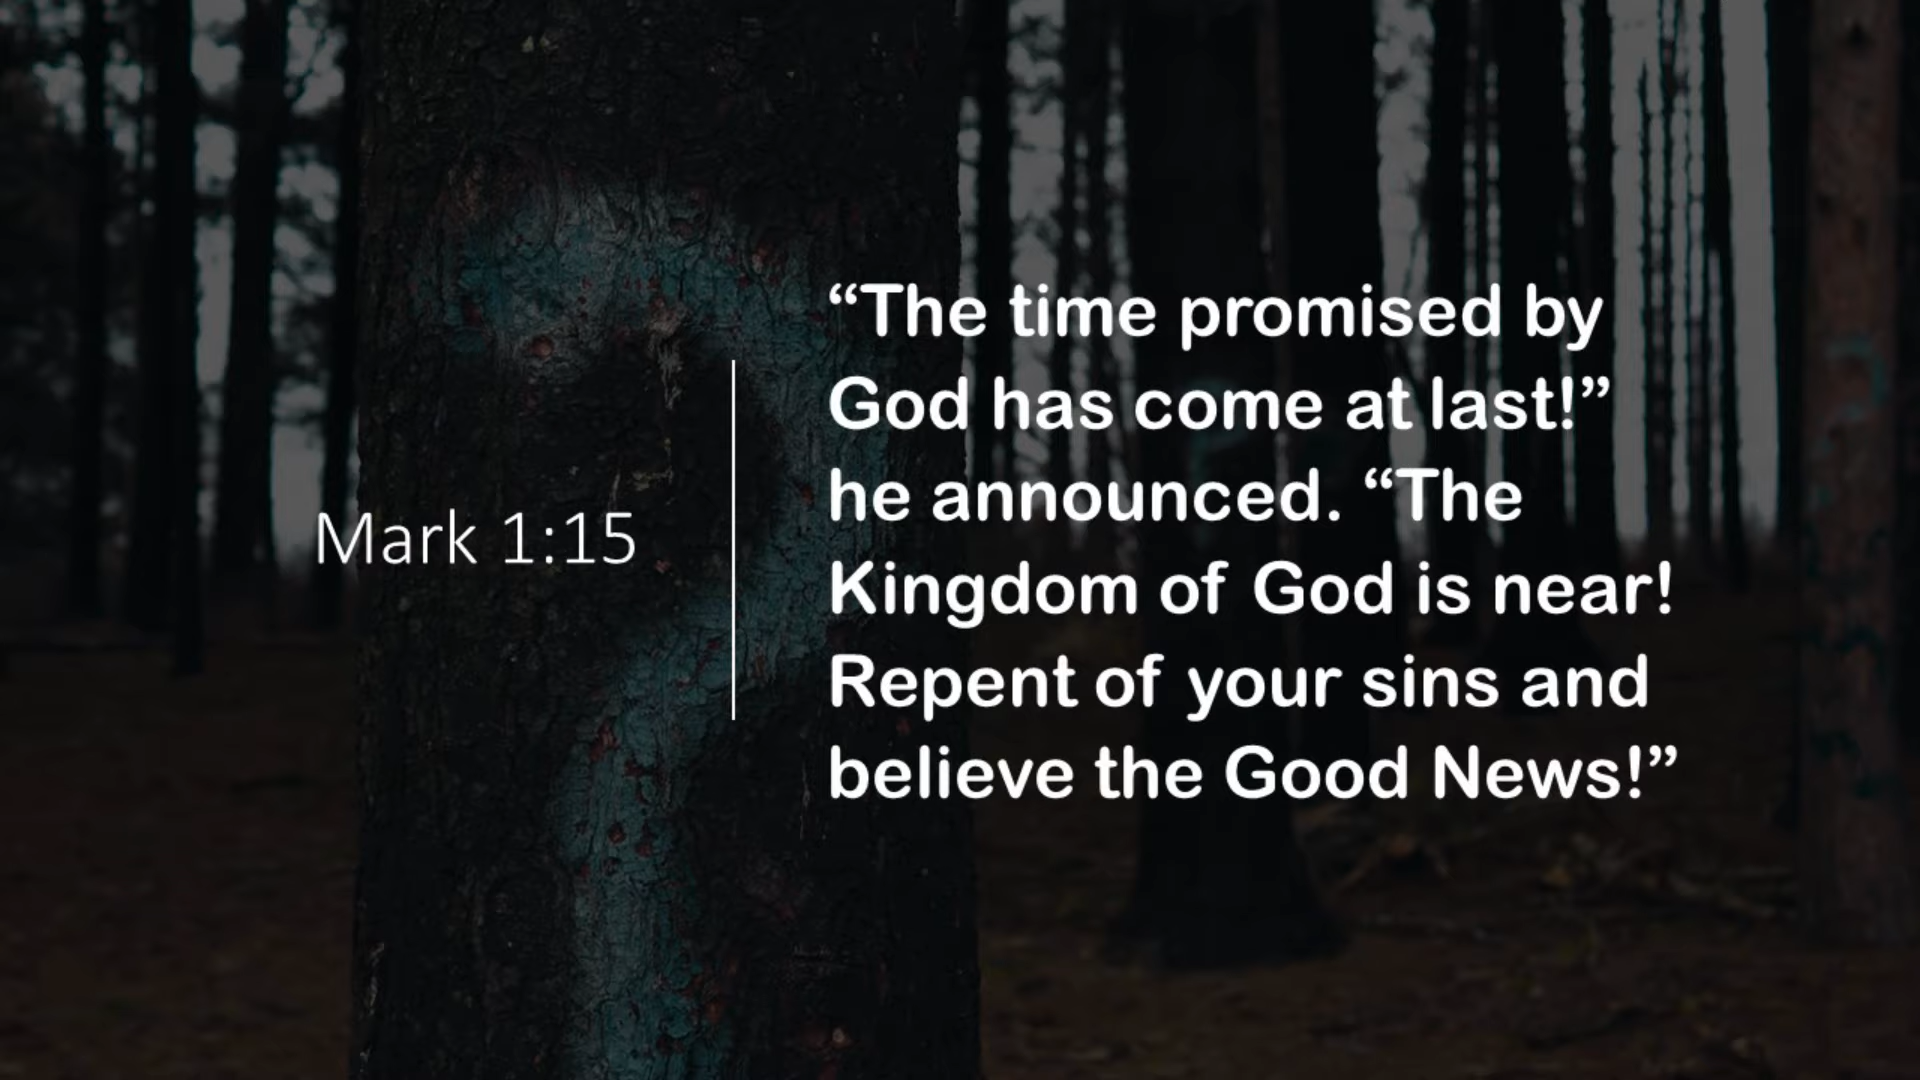 Mark 1:15
“The time promised by
God has come at last!”
he announced. “The
Kingdom of God is near!
Repent of your sins and
believe the Good News!”